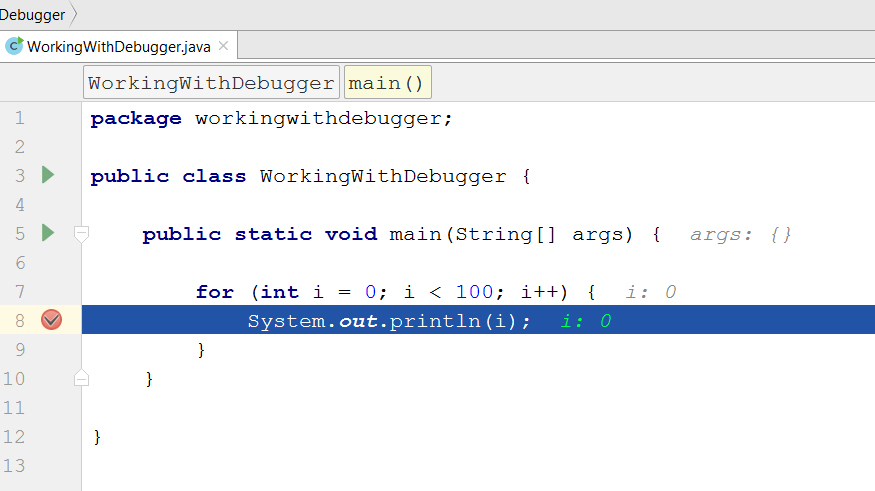 Debugger
WorkingWithDebugger.java
WorkingWithDebugger main()
1 package workingwithdebugger;
2
3 public class WorkingWithDebugger {
4
5 public static void main(String[] args) { args: {}
6
7 for (int i = 0; i < 100; i++) { i: 0
8 System.out.println(i); i: 0
9 }
10 }
11
12 }
13